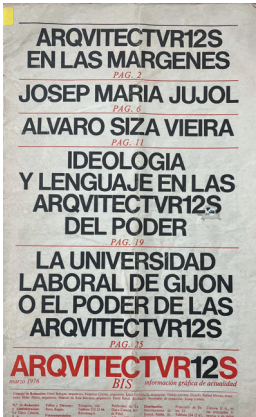 ARQVITECTVR12S
EN LAS MARGENES
PAG. 2
JOSEP MARIA JUJOL
PAG. 6
ALVARO SIZA VIEIRA
PAG. 11
IDEOLOGIA
Y LENGUAJE EN LAS
ARQVITECTVR12S
DEL PODER
PAG. 19
LA UNIVERSIDAD
LABORAL DE GIJON
O EL PODER DE LAS
ARQVITECTVR12S
PAG. 25
ARQVITECTVR12S
marzo 1976
BIS
información gráfica de actualidad